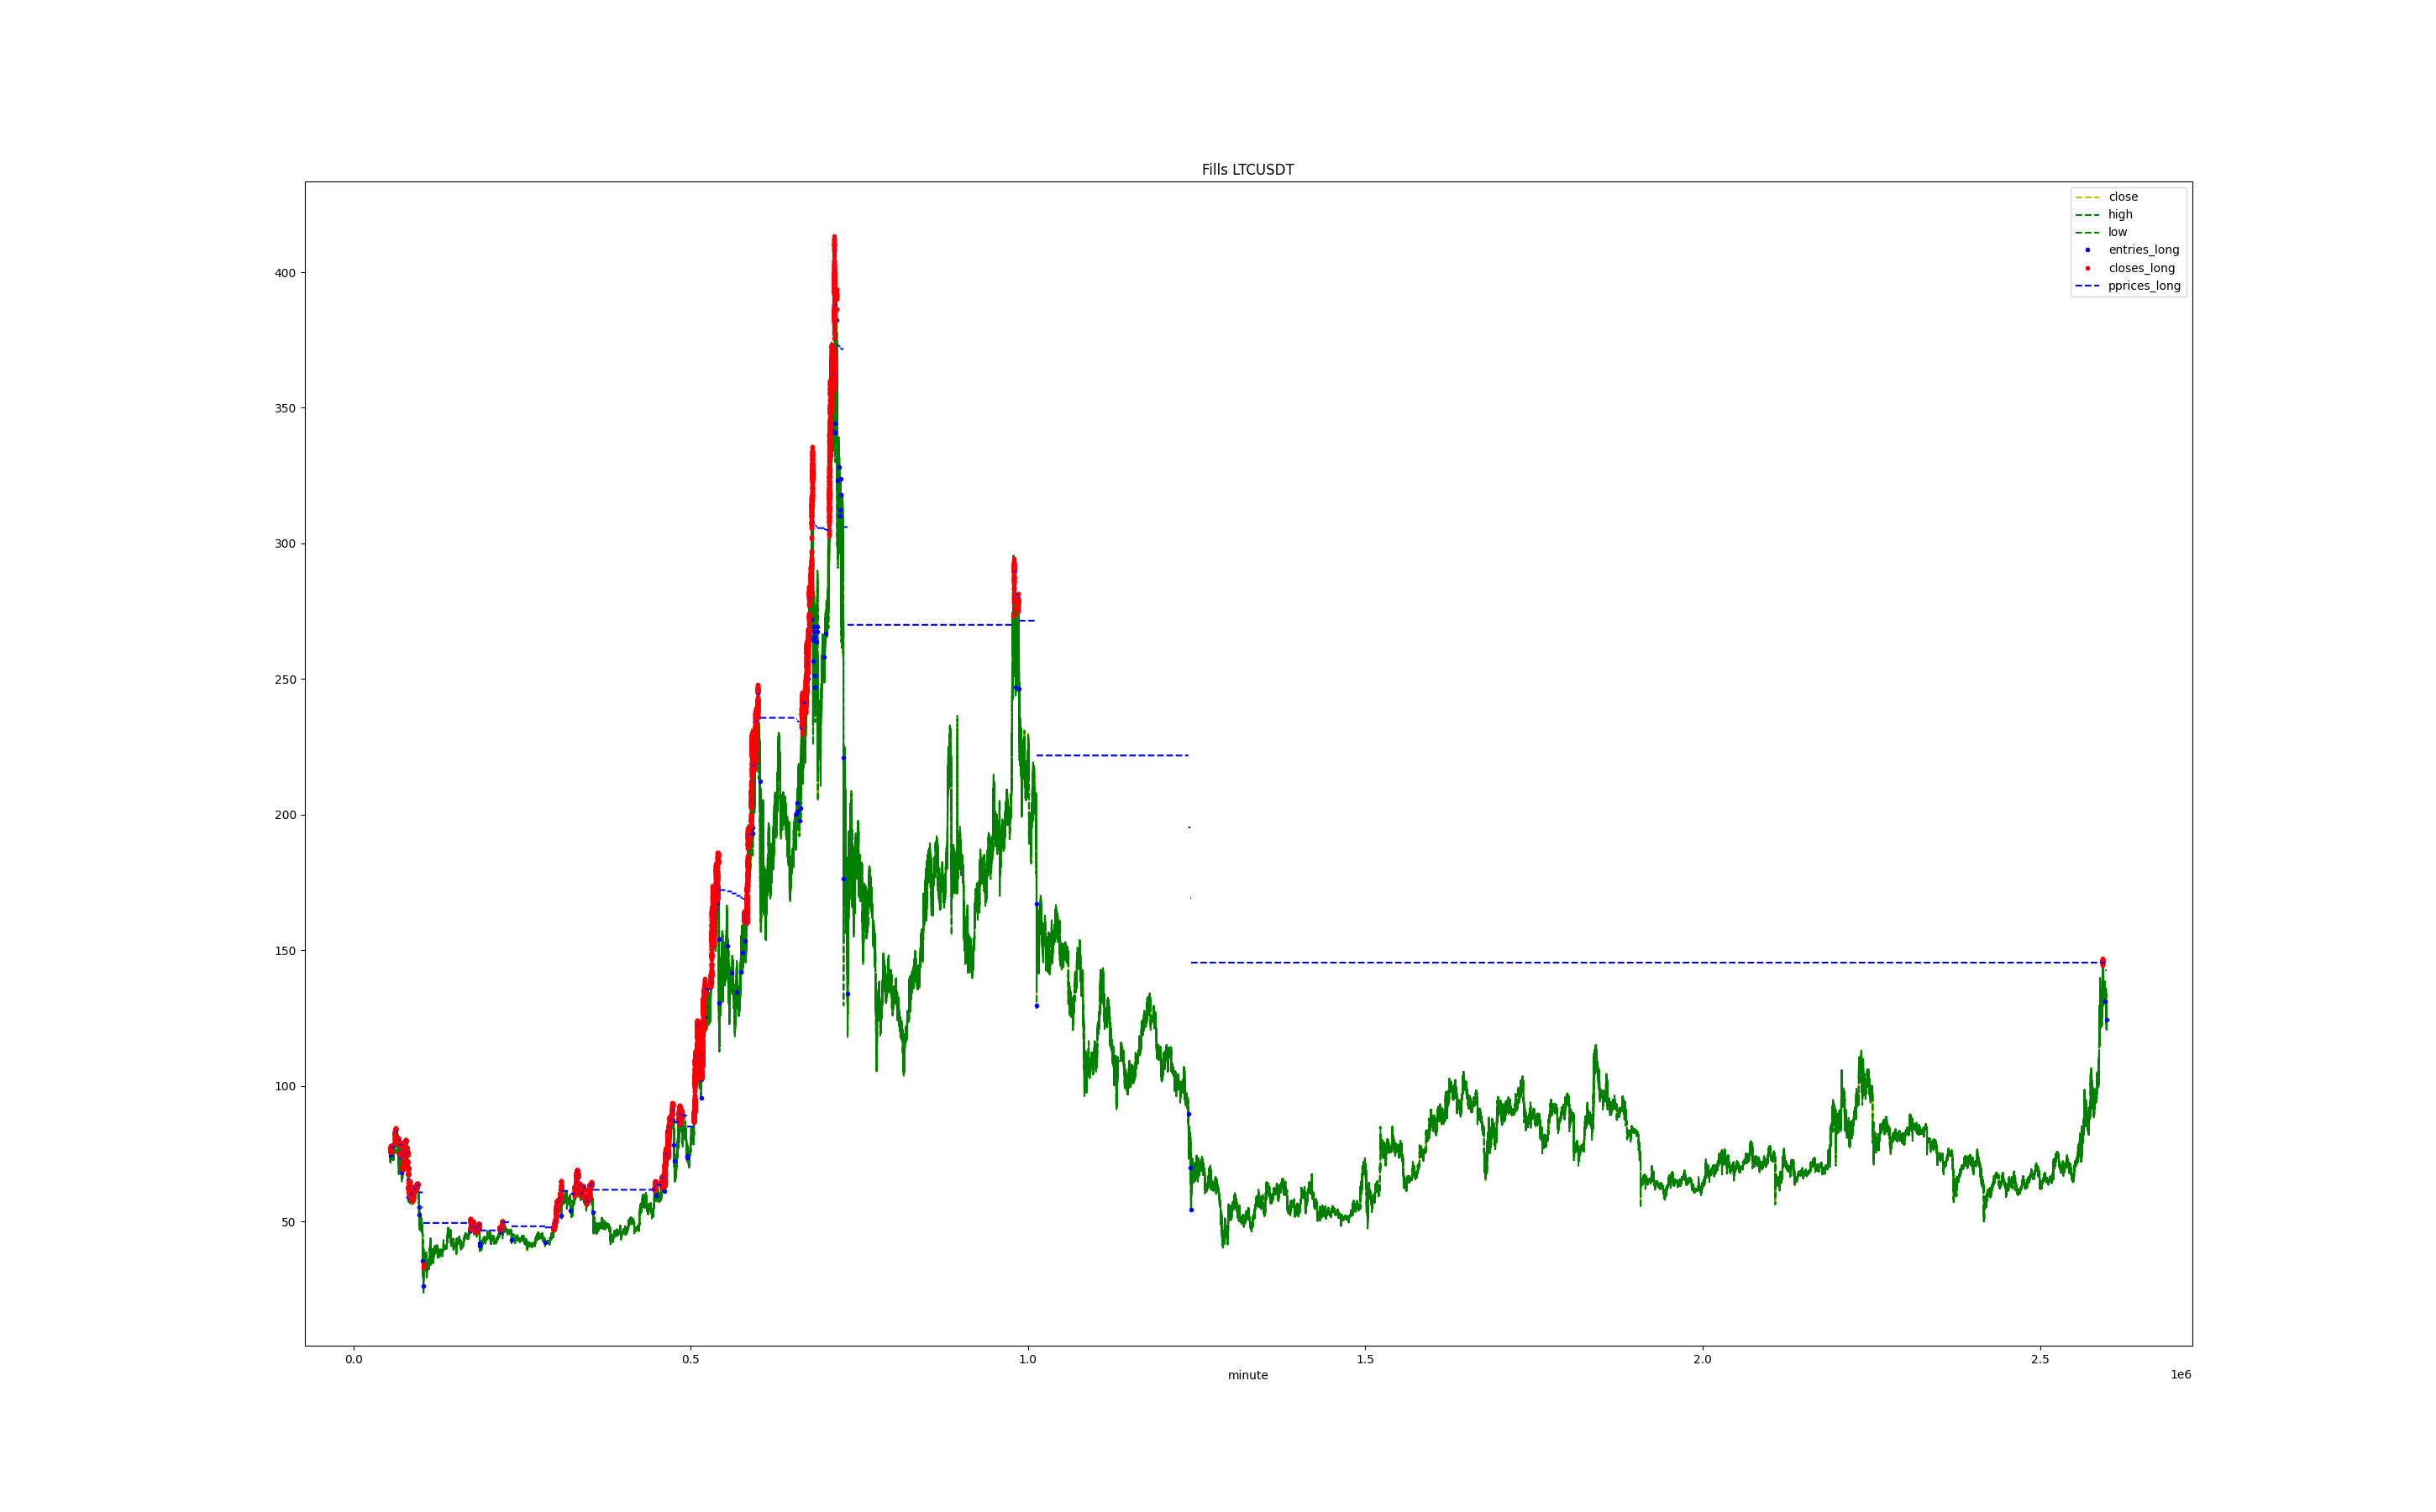 Fills LTCUSDT
close
high
low
entries_long
closes_long
pprices_long
400
350
300
250
200
150
100
50
0.0 0.5 1.0 1.5 2.0 2.5
minute 1e6